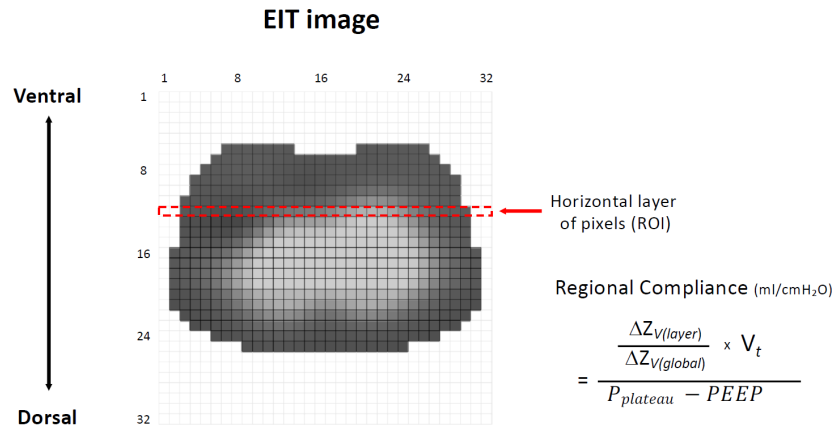 EIT image
1 8 16 24 32
Ventral
1
8
Horizontal layer
of pixels (ROI)
16
Regional Compliance (ml/cmH₂O)
24
ΔZV(layer)
ΔZV(global)
x Vt
=
Pplateau − PEEP
Dorsal
32